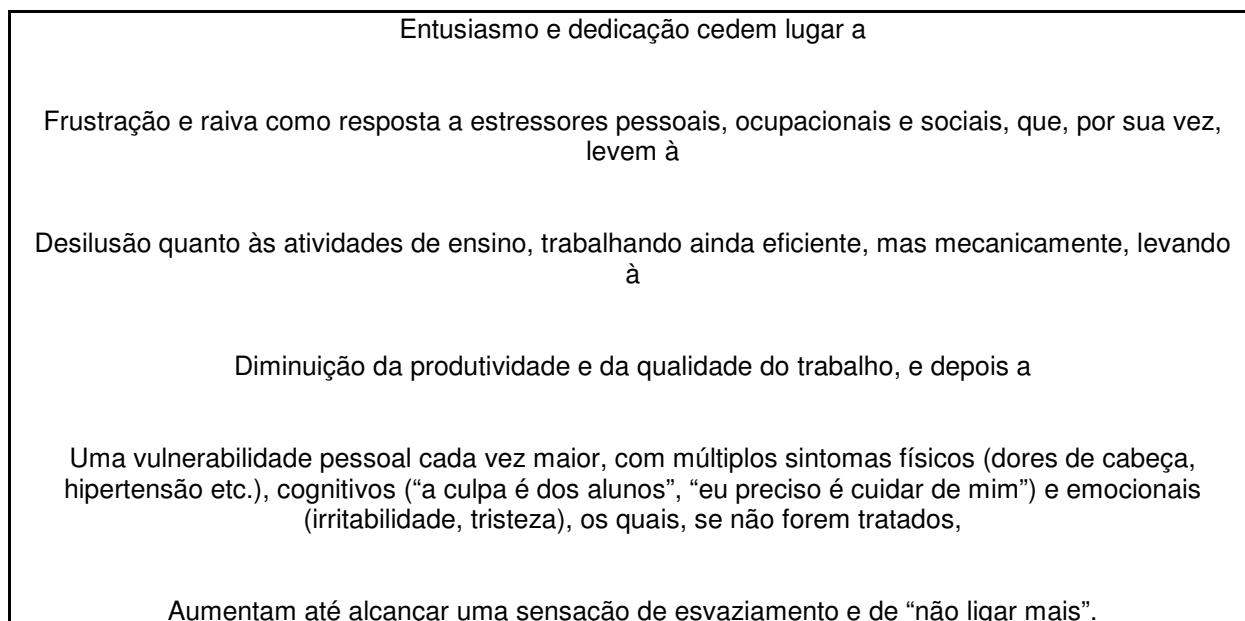 Entusiasmo e dedicação cedem lugar a
Frustração e raiva como resposta a estressores pessoais, ocupacionais e sociais, que, por sua vez,
levem à
Desilusão quanto às atividades de ensino, trabalhando ainda eficiente, mas mecanicamente, levando
à
Diminuição da produtividade e da qualidade do trabalho, e depois a
Uma vulnerabilidade pessoal cada vez maior, com múltiplos sintomas físicos (dores de cabeça,
hipertensão etc.), cognitivos (“a culpa é dos alunos”, “eu preciso é cuidar de mim”) e emocionais
(irritabilidade, tristeza), os quais, se não forem tratados,
Aumentam até alcançar uma sensação de esvaziamento e de “não ligar mais”.